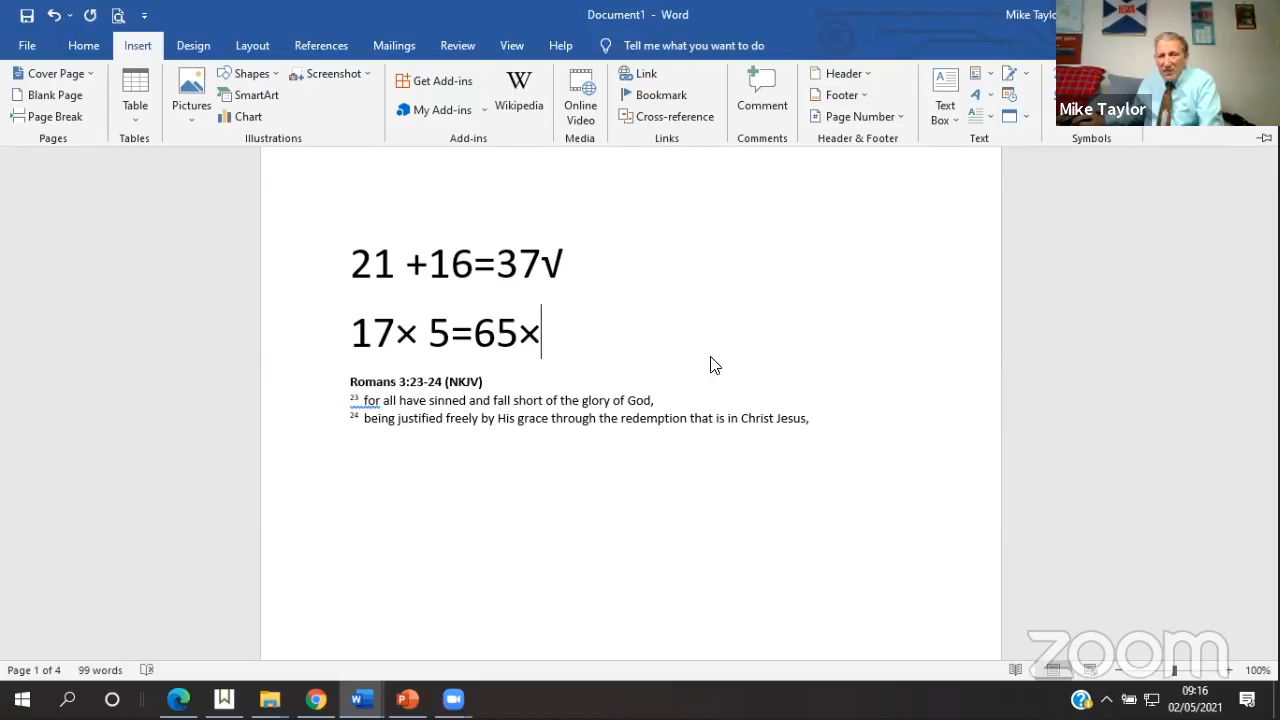 Document1 - Word
Mike Taylo
File Home Insert Design Layout References Mailings Review View Help Tell me what you want to do
Cover Page
Blank Page
Page Break
Pages
Table
Tables
Pictures
Shapes
SmartArt
Chart
Screenshot
Illustrations
Get Add-ins
My Add-ins
W
Wikipedia
Add-ins
Online
Video
Media
Link
Bookmark
Cross-reference
Links
Comment
Comments
Header
Footer
Page Number
Header & Footer
Text
Box
Text
Symbols
Mike Taylor
21 +16=37√
17× 5=65×
Romans 3:23-24 (NKJV)
23 for all have sinned and fall short of the glory of God,
24 being justified freely by His grace through the redemption that is in Christ Jesus,
zoom
Page 1 of 4 99 words 100%
09:16
02/05/2021